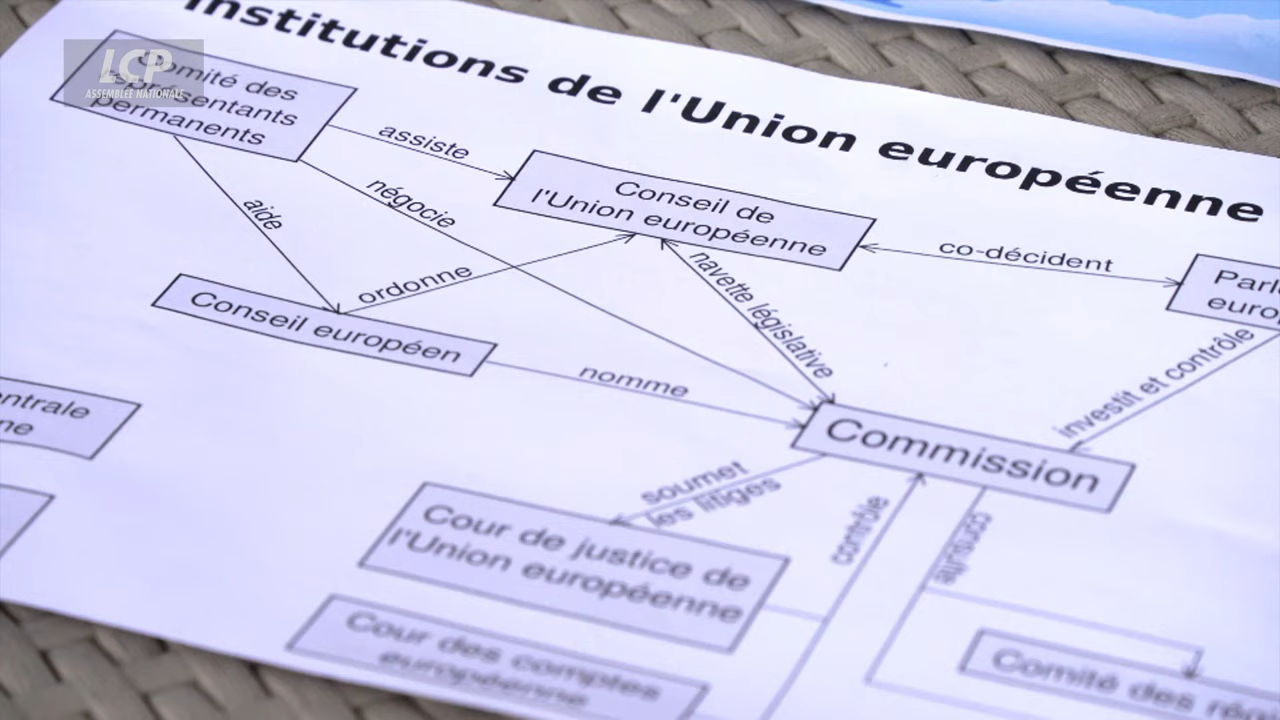 Institutions de l'Union européenne
LCP
ASSEMBLÉE NATIONALE
Comité des
permanents
assiste
négocie
aide
Conseil de
l'Union européenne
co-décident
ordonne
navette législative
Conseil européen
nomme
investit et contrôle
Commission
soumet
les litiges
contrôle
consulte
Cour de justice de
l'Union européenne
Cour des comptes
européenne
Comité des